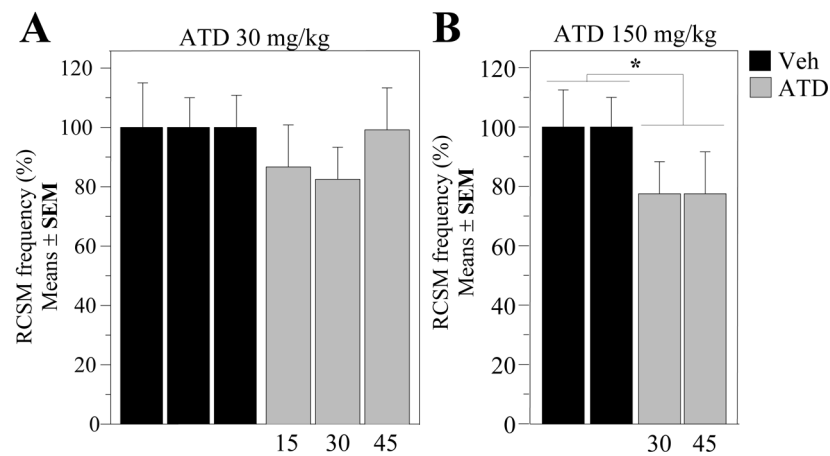 A
ATD 30 mg/kg
RCSM frequency (%)
Means ± SEM
120
100
80
60
40
20
0
15 30 45
B
ATD 150 mg/kg
RCSM frequency (%)
Means ± SEM
120
100
80
60
40
20
0
*
30 45
Veh
ATD